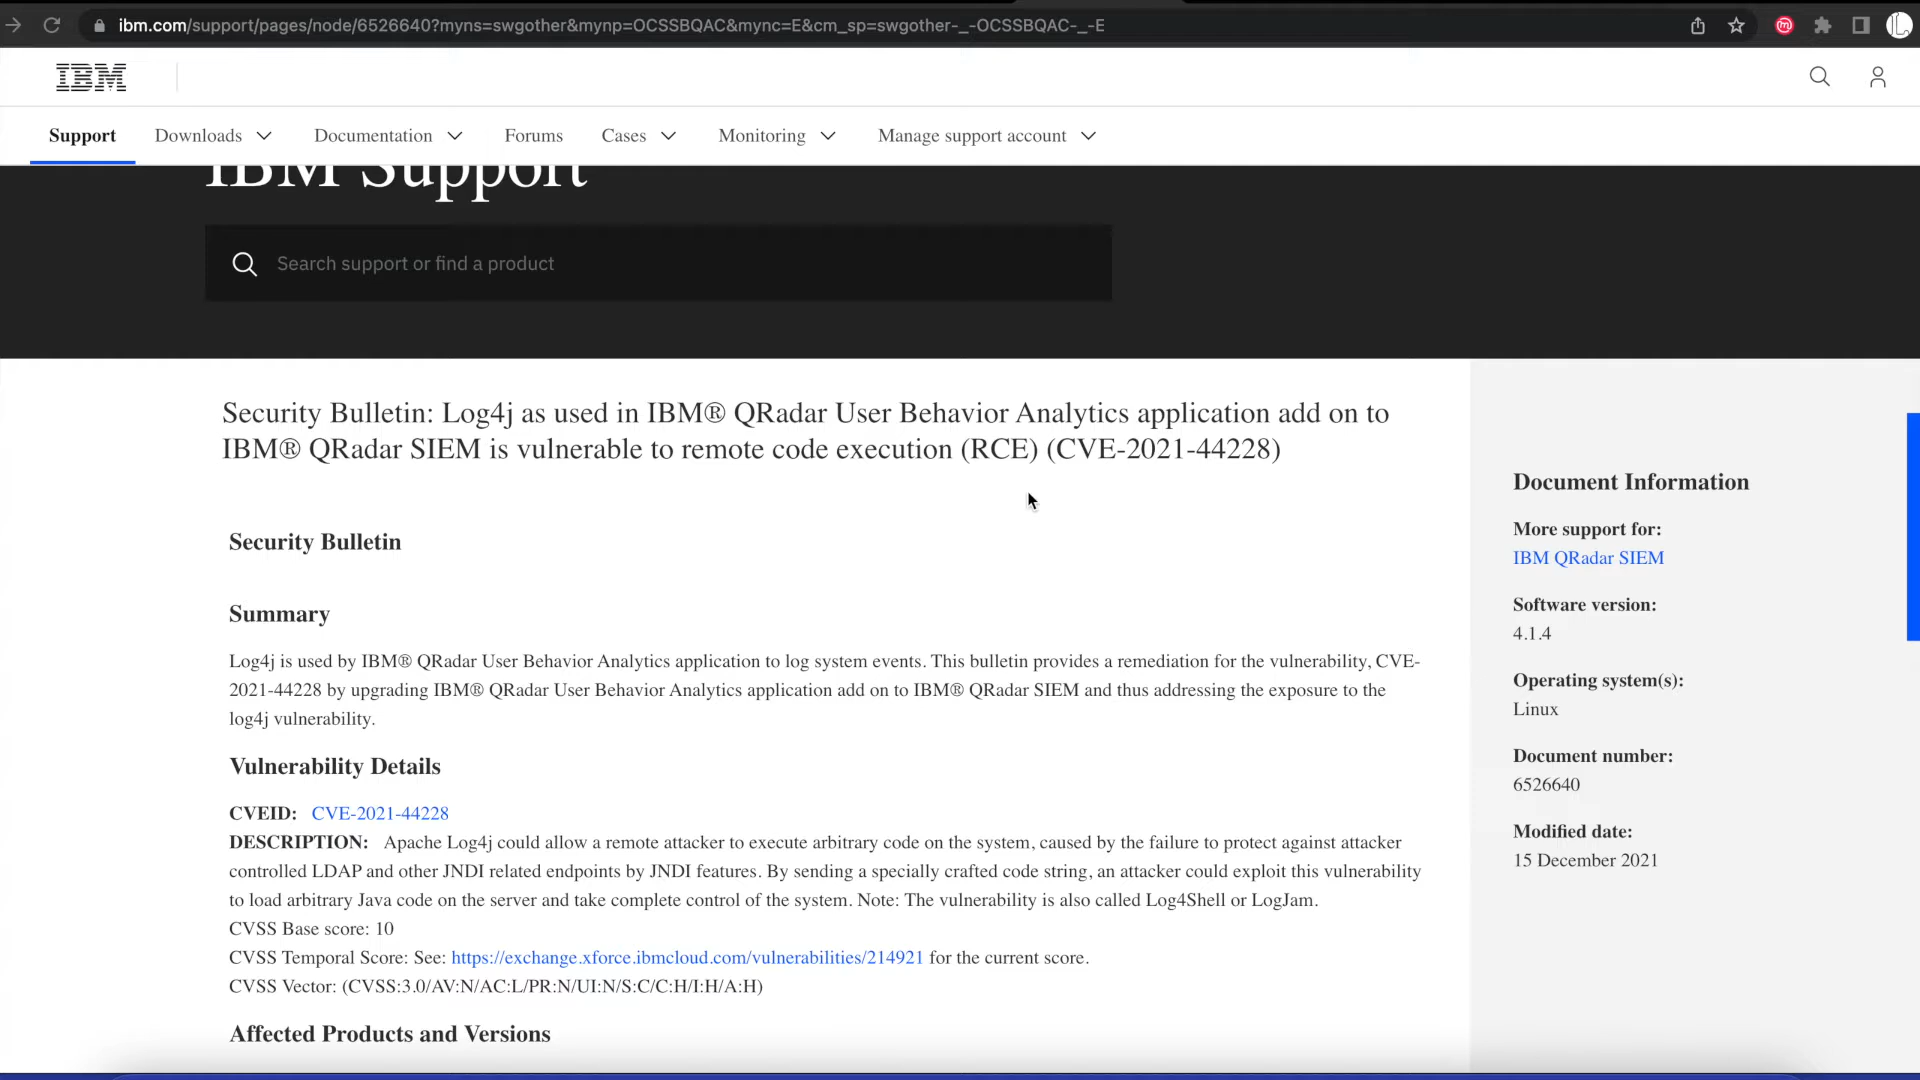 ibm.com/support/pages/node/6526640?myns=swgother&mynp=OCSSBQAC&mync=E&cm_sp=swgother-_-OCSSBQAC-_-E
IBM
Support Downloads Documentation Forums Cases Monitoring Manage support account
IBM Support
Search support or find a product
Security Bulletin: Log4j as used in IBM® QRadar User Behavior Analytics application add on to
IBM® QRadar SIEM is vulnerable to remote code execution (RCE) (CVE-2021-44228)
Security Bulletin
Summary
Log4j is used by IBM® QRadar User Behavior Analytics application to log system events. This bulletin provides a remediation for the vulnerability, CVE-
2021-44228 by upgrading IBM® QRadar User Behavior Analytics application add on to IBM® QRadar SIEM and thus addressing the exposure to the
log4j vulnerability.
Vulnerability Details
CVEID: CVE-2021-44228
DESCRIPTION: Apache Log4j could allow a remote attacker to execute arbitrary code on the system, caused by the failure to protect against attacker
controlled LDAP and other JNDI related endpoints by JNDI features. By sending a specially crafted code string, an attacker could exploit this vulnerability
to load arbitrary Java code on the server and take complete control of the system. Note: The vulnerability is also called Log4Shell or LogJam.
CVSS Base score: 10
CVSS Temporal Score: See: https://exchange.xforce.ibmcloud.com/vulnerabilities/214921 for the current score.
CVSS Vector: (CVSS:3.0/AV:N/AC:L/PR:N/UI:N/S:C/C:H/I:H/A:H)
Affected Products and Versions
Document Information
More support for:
IBM QRadar SIEM
Software version:
4.1.4
Operating system(s):
Linux
Document number:
6526640
Modified date:
15 December 2021